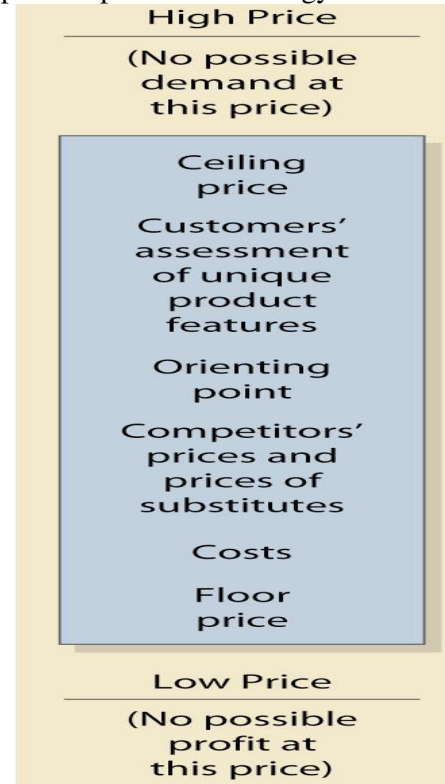 High Price
(No possible
demand at
this price)
Ceiling
price
Customers’
assessment
of unique
product
features
Orienting
point
Competitors’
prices and
prices of
substitutes
Costs
Floor
price
Low Price
(No possible
profit at
this price)